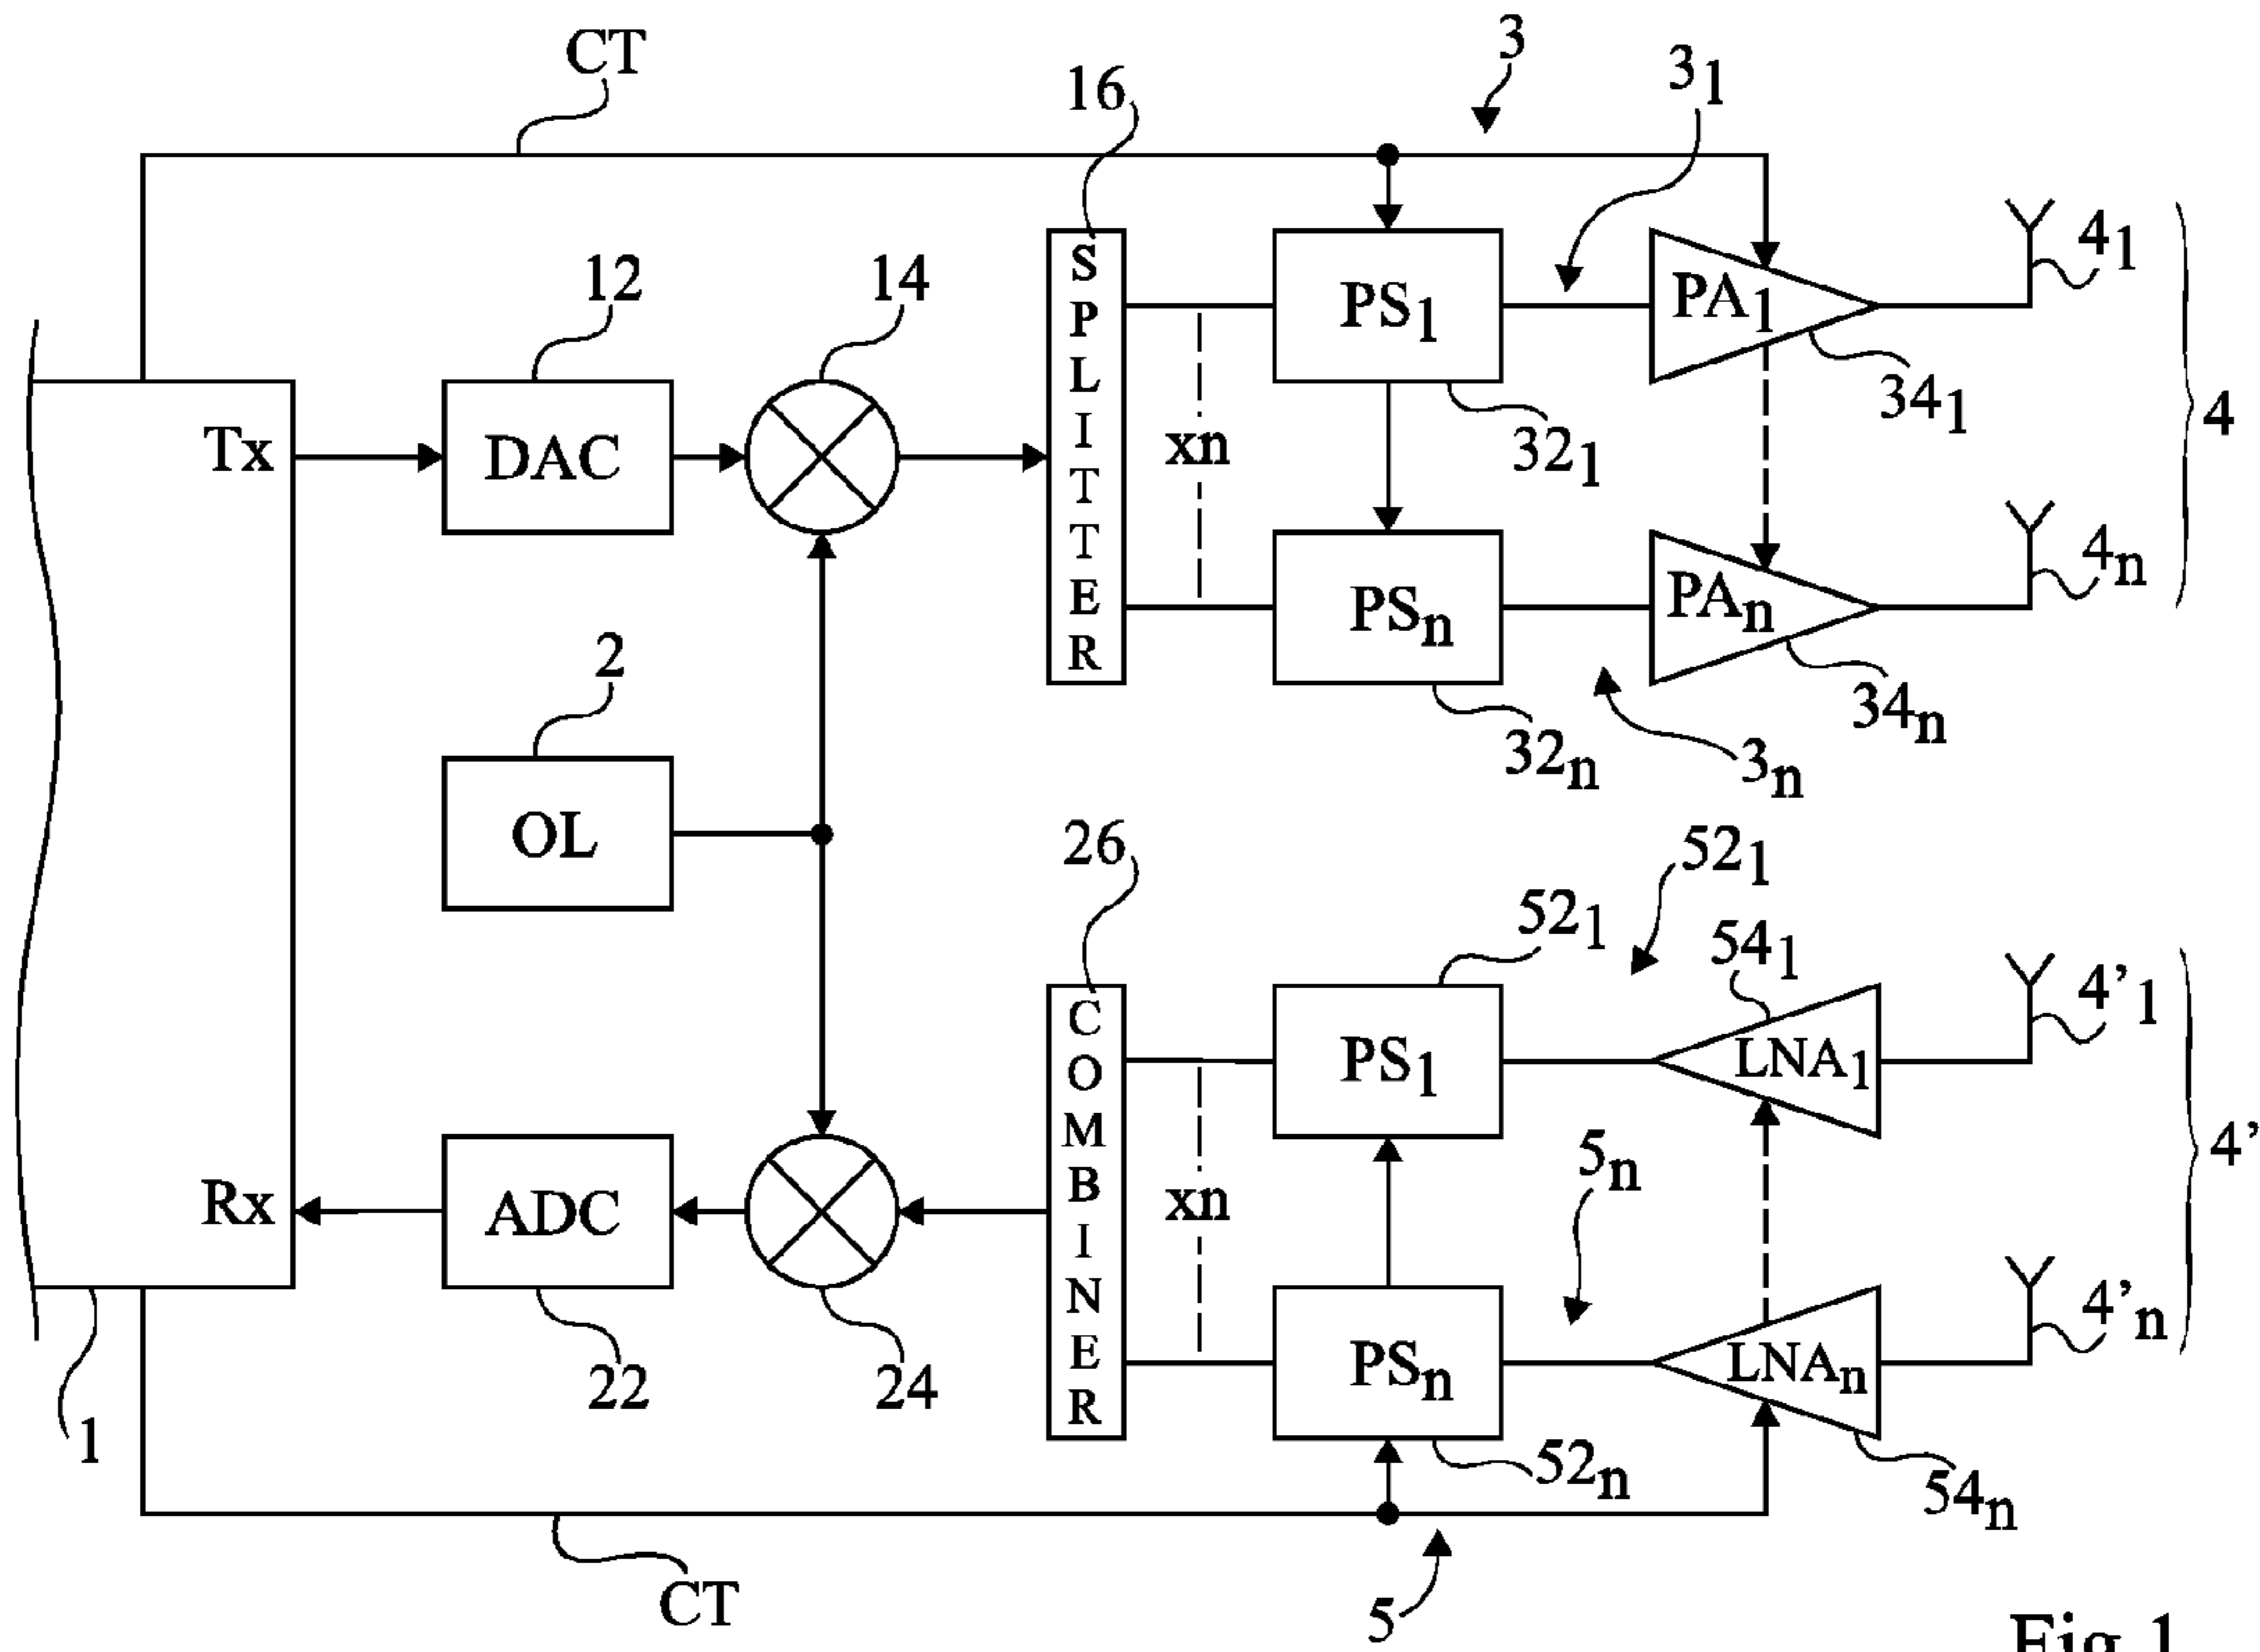 CT
3
3₁
16
12
14
4₁
SPLITTER
PS₁
PA₁
34₁
4
Tx
DAC
xn
32₁
4ₙ
PSₙ
PAₙ
2
34ₙ
32ₙ
3ₙ
OL
26
52₁
52₁
54₁
4'₁
COMBINER
PS₁
LNA₁
5ₙ
4'
Rx
ADC
xn
4'ₙ
PSₙ
LNAₙ
22
24
1
52ₙ
54ₙ
CT
5
Fig 1